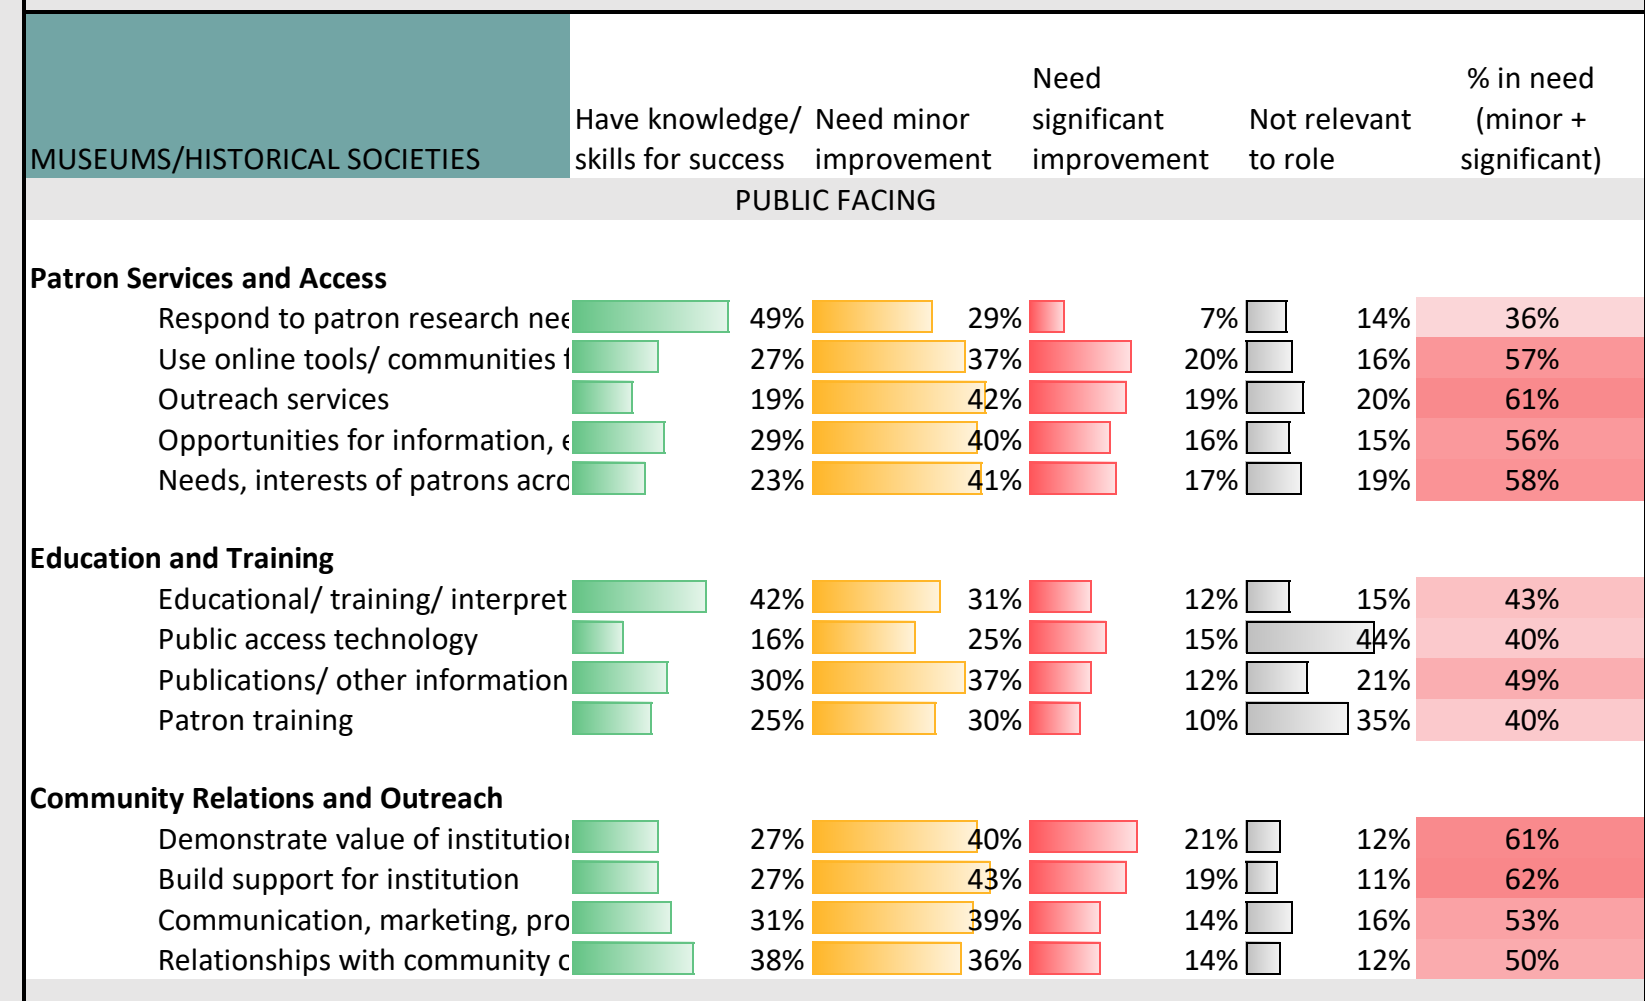 MUSEUMS/HISTORICAL SOCIETIES Have knowledge/ skills for success Need minor improvement Need significant improvement Not relevant to role % in need (minor + significant)
PUBLIC FACING
Patron Services and Access
Respond to patron research nee 49% 29% 7% 14% 36%
Use online tools/ communities f 27% 37% 20% 16% 57%
Outreach services 19% 42% 19% 20% 61%
Opportunities for information, e 29% 40% 16% 15% 56%
Needs, interests of patrons acro 23% 41% 17% 19% 58%
Education and Training
Educational/ training/ interpret 42% 31% 12% 15% 43%
Public access technology 16% 25% 15% 44% 40%
Publications/ other information 30% 37% 12% 21% 49%
Patron training 25% 30% 10% 35% 40%
Community Relations and Outreach
Demonstrate value of institution 27% 40% 21% 12% 61%
Build support for institution 27% 43% 19% 11% 62%
Communication, marketing, pro 31% 39% 14% 16% 53%
Relationships with community c 38% 36% 14% 12% 50%